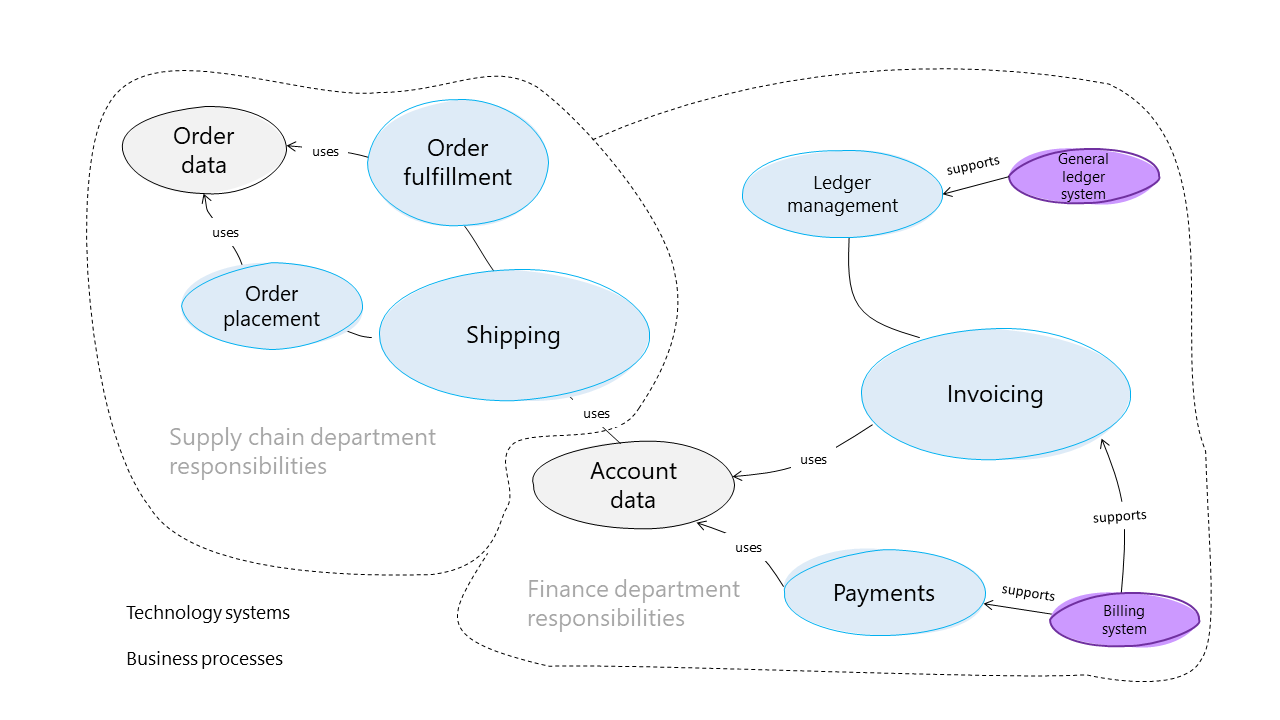 Order
data
uses
Order
fulfillment
uses
Order
placement
Shipping
uses
Supply chain department
responsibilities
Ledger
management
supports
General
ledger
system
Invoicing
uses
Account
data
uses
supports
Payments
supports
Billing
system
Finance department
responsibilities
Technology systems
Business processes